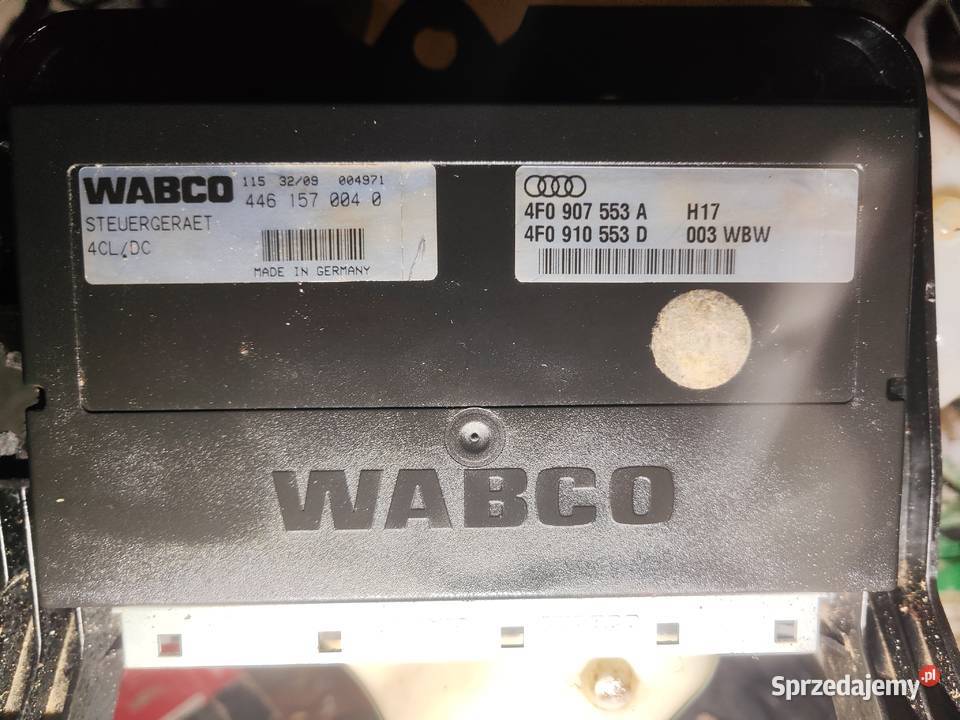 WABCO 115 32/09 004971
446 157 004 0
STEUERGERAET
4CL/DC
MADE IN GERMANY
4F0 907 553 A H17
4F0 910 553 D 003 WBW
WABCO
Sprzedajemy.pl